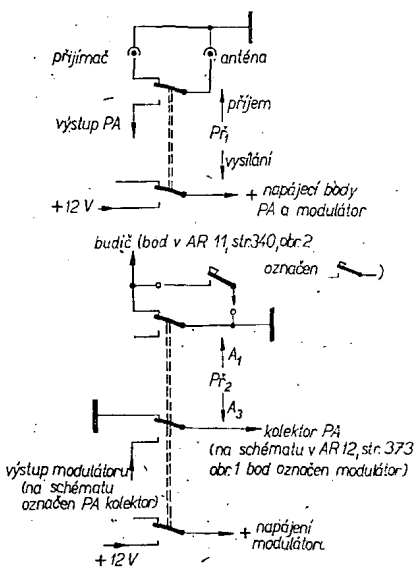 přijímač
anténa
příjem
výstup PA
Př₁
vysílání
+12 V
+ napájecí body
PA a modulátor
budič (bod v AR 11, str.340, obr. 2
označen )
A₁
Př₂
A₃
kolektor PA
(na schématu v AR 12, str. 373
obr. 1 bod označen modulátor)
výstup modulátoru
(na schématu
označen PA kolektor)
+ napájení
modulátoru
+12 V